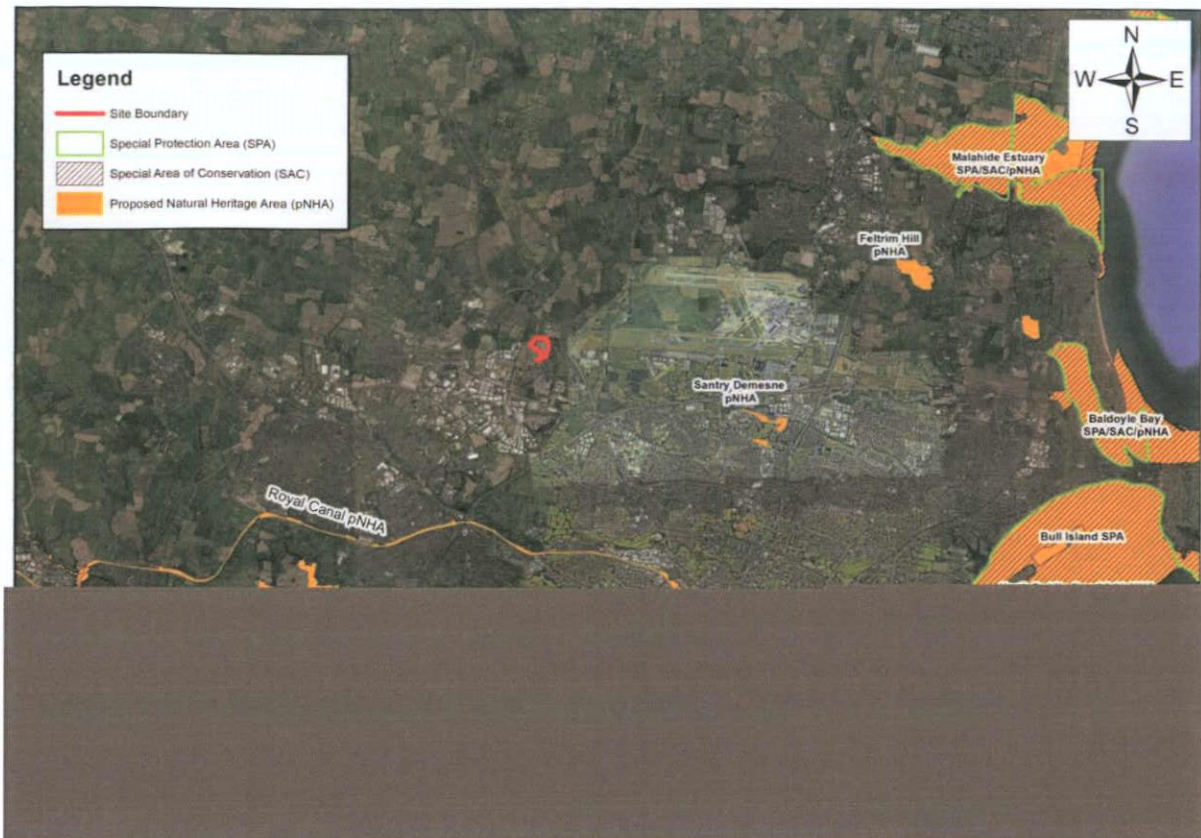 Legend
Site Boundary
Special Protection Area (SPA)
Special Area of Conservation (SAC)
Proposed Natural Heritage Area (pNHA)
N
W E
S
Malahide Estuary
SPA/SAC/pNHA
Feltrim Hill
pNHA
Santry Demesne
pNHA
Baldoyle Bay
SPA/SAC/pNHA
Royal Canal pNHA
Bull Island SPA